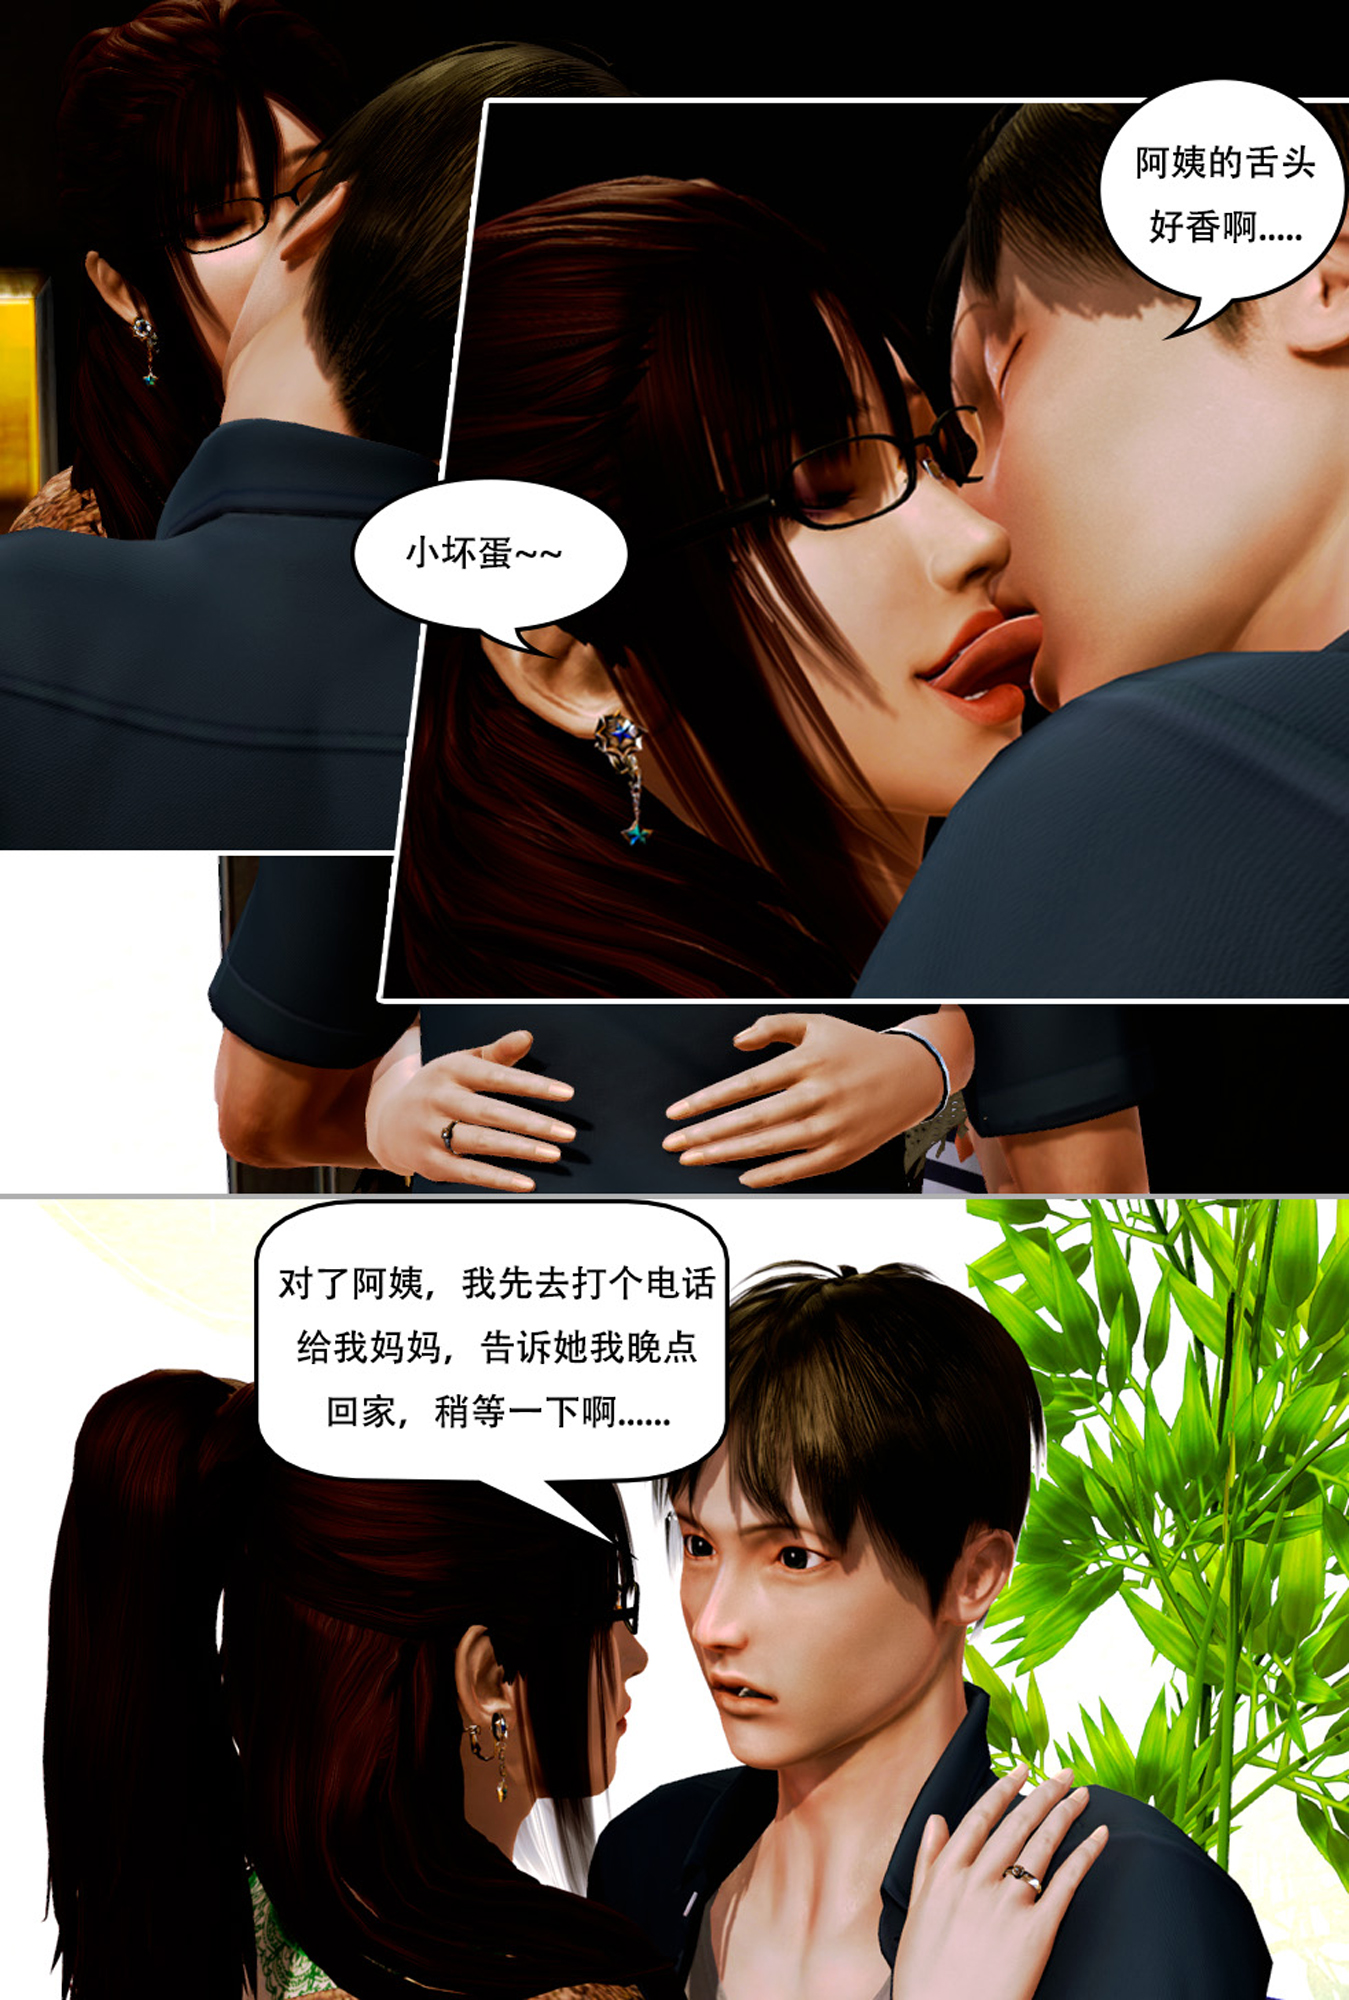 阿姨的舌头
好香啊.....
小坏蛋~~
对了阿姨，我先去打个电话
给我妈妈，告诉她我晚点
回家，稍等一下啊......